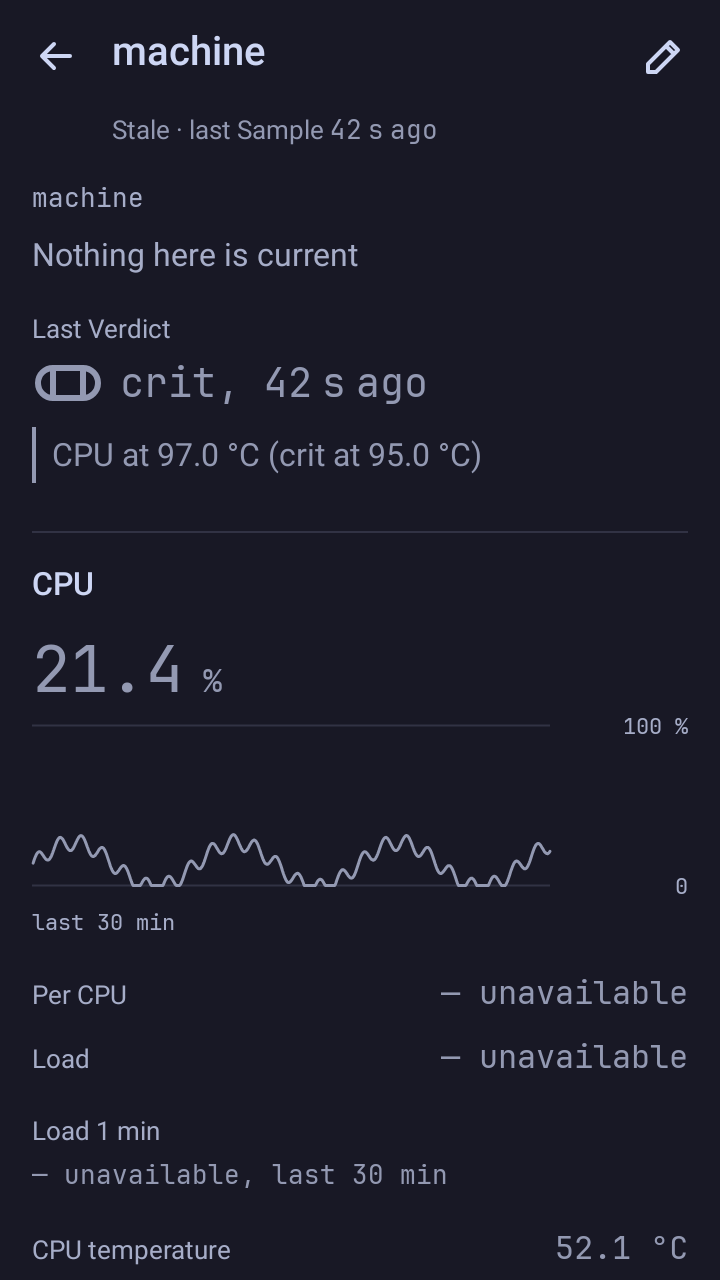 machine
Stale · last Sample 42 s ago
machine
Nothing here is current
Last Verdict
crit, 42 s ago
CPU at 97.0 °C (crit at 95.0 °C)
CPU
21.4 %
100 %
0
last 30 min
Per CPU — unavailable
Load — unavailable
Load 1 min
— unavailable, last 30 min
CPU temperature 52.1 °C